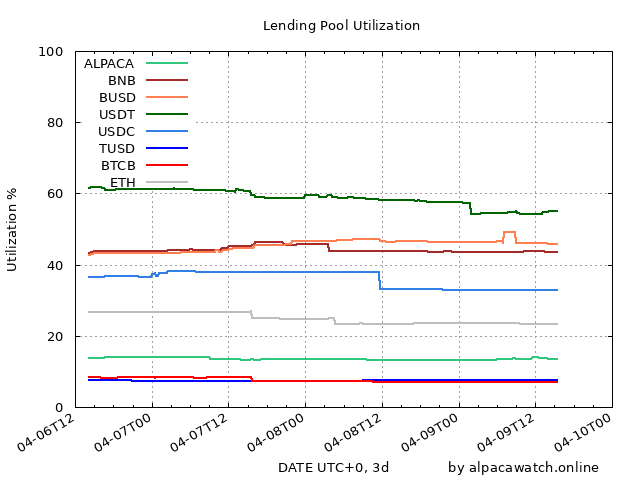 Lending Pool Utilization
100
80
60
40
20
0
Utilization %
ALPACA
BNB
BUSD
USDT
USDC
TUSD
BTCB
ETH
04-06T12
04-07T00
04-07T12
04-08T00
04-08T12
04-09T00
04-09T12
04-10T00
DATE UTC+0, 3d
by alpacawatch.online